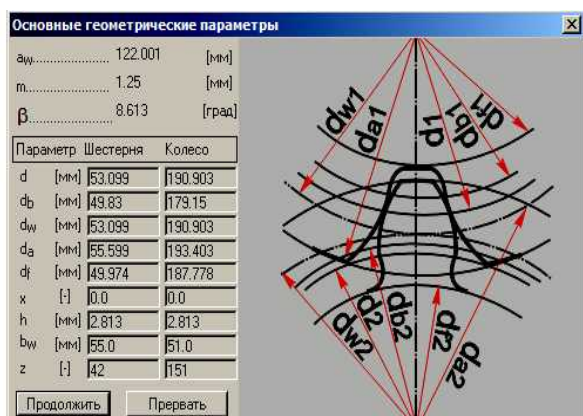 Основные геометрические параметры
aw.................... 122.001 [мм]
m..................... 1.25 [мм]
β..................... 8.613 [град]
Параметр Шестерня Колесо
d [мм] 53.099 190.903
db [мм] 49.83 179.15
dw [мм] 53.099 190.903
da [мм] 55.599 193.403
df [мм] 49.974 187.778
x [-] 0.0 0.0
h [мм] 2.813 2.813
bw [мм] 55.0 51.0
z [-] 42 151
Продолжить Прервать
dw1
da1
d1
db1
df1
dw2
d2
db2
df2
da2